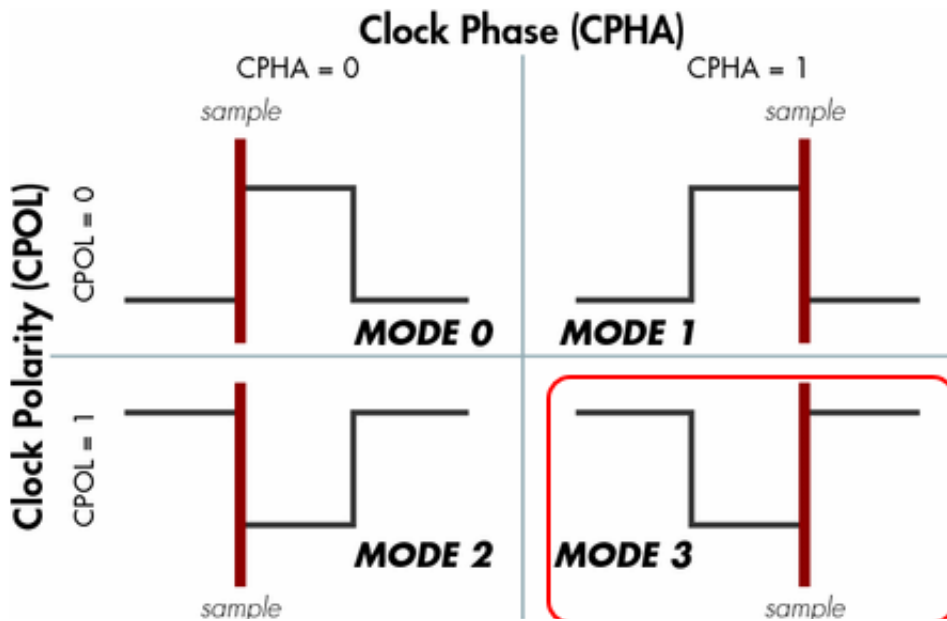 Clock Phase (CPHA)
CPHA = 0
CPHA = 1
sample
sample
Clock Polarity (CPOL)
CPOL = 0
MODE 0
MODE 1
CPOL = 1
MODE 2
MODE 3
sample
sample